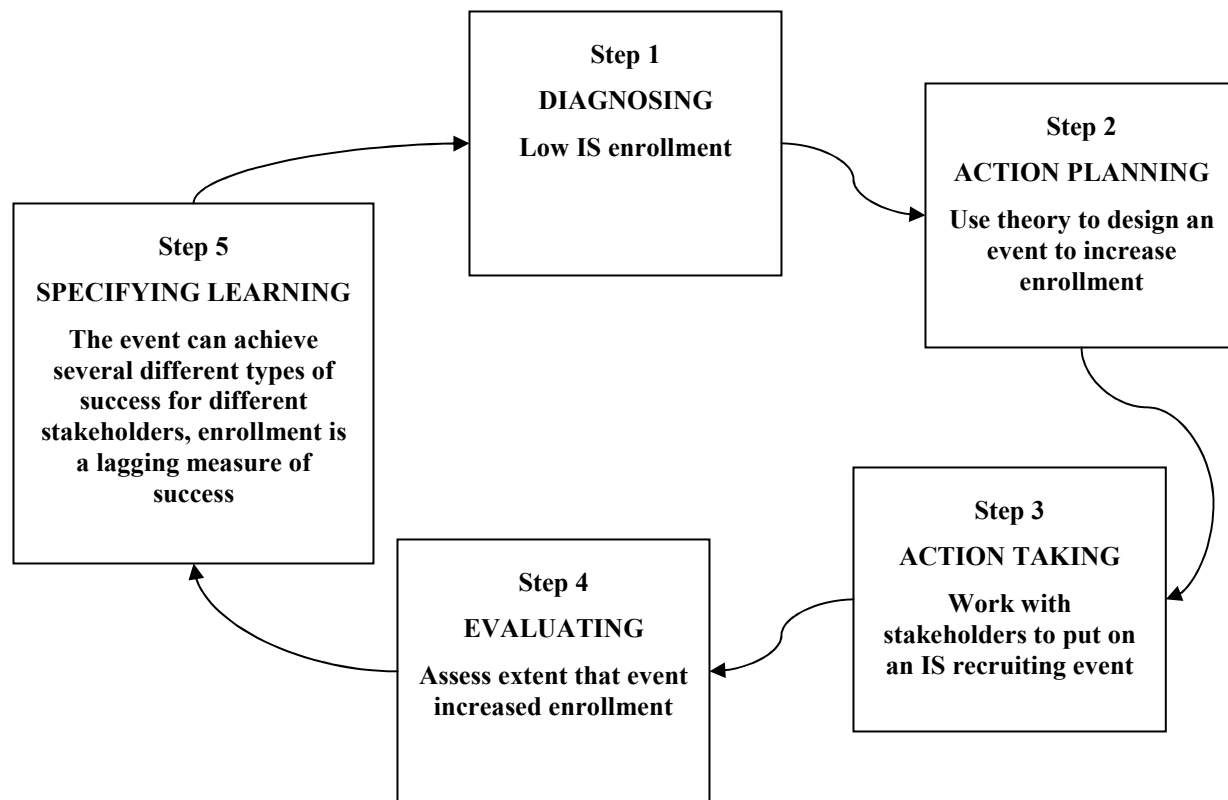 Step 1
DIAGNOSING
Low IS enrollment
Step 2
ACTION PLANNING
Use theory to design an
event to increase
enrollment
Step 3
ACTION TAKING
Work with
stakeholders to put on
an IS recruiting event
Step 4
EVALUATING
Assess extent that event
increased enrollment
Step 5
SPECIFYING LEARNING
The event can achieve
several different types of
success for different
stakeholders, enrollment is
a lagging measure of
success